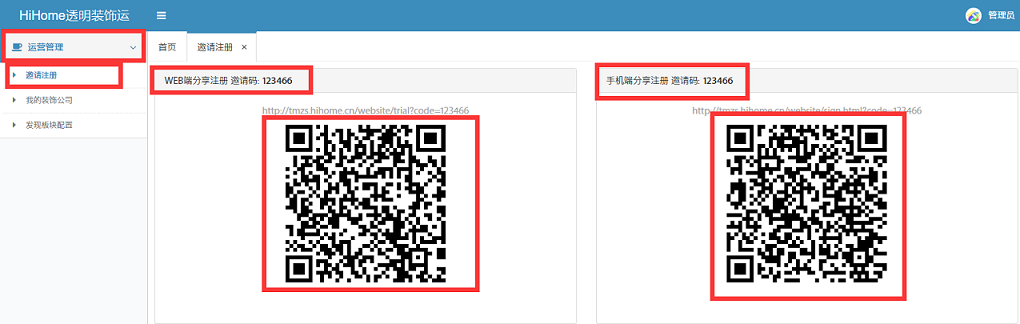 HiHome透明装饰运
管理员
运营管理
首页
邀请注册 ×
邀请注册
我的装饰公司
发现板块配置
WEB端分享注册 邀请码: 123466
http://tmzs.hihome.cn/website/trial?code=123466
手机端分享注册 邀请码: 123466
http://tmzs.hihome.cn/website/sign.html?code=123466